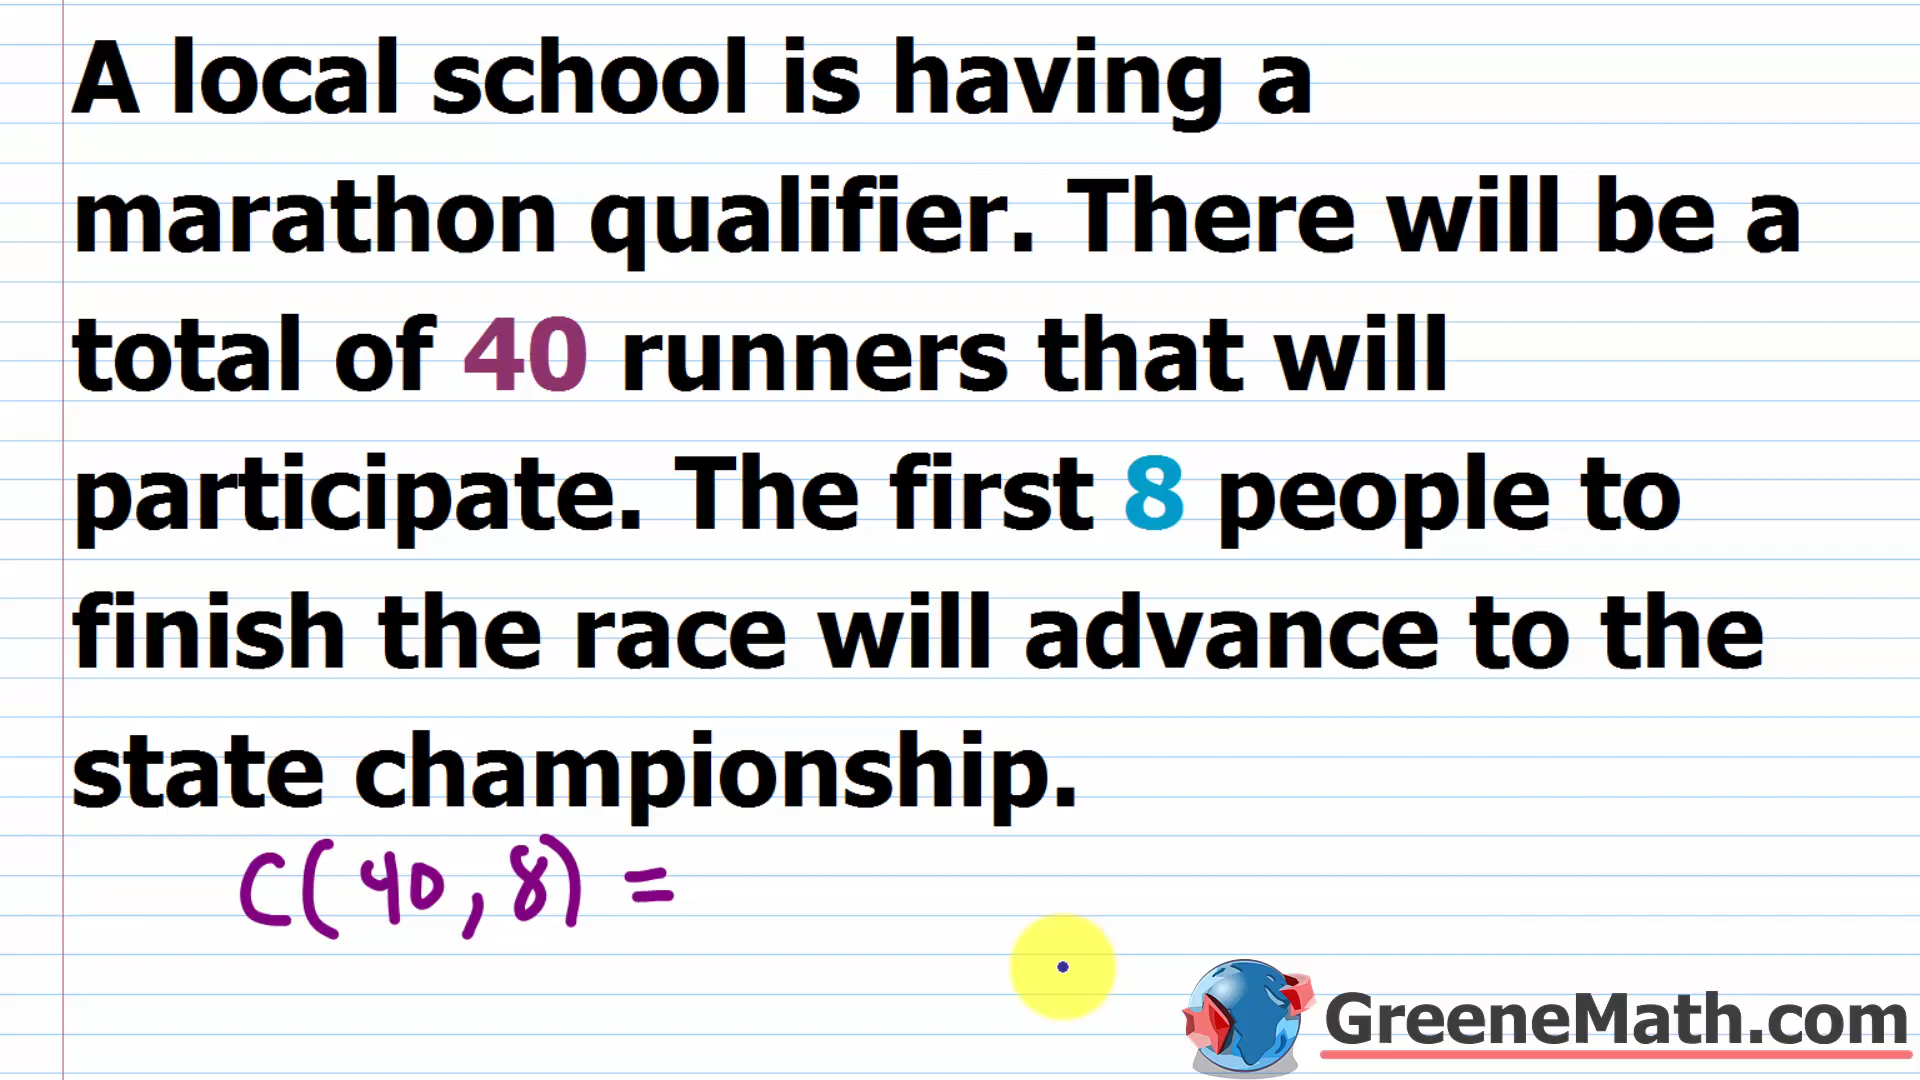 A local school is having a
marathon qualifier. There will be a
total of 40 runners that will
participate. The first 8 people to
finish the race will advance to the
state championship.
C(40,8) =
GreeneMath.com